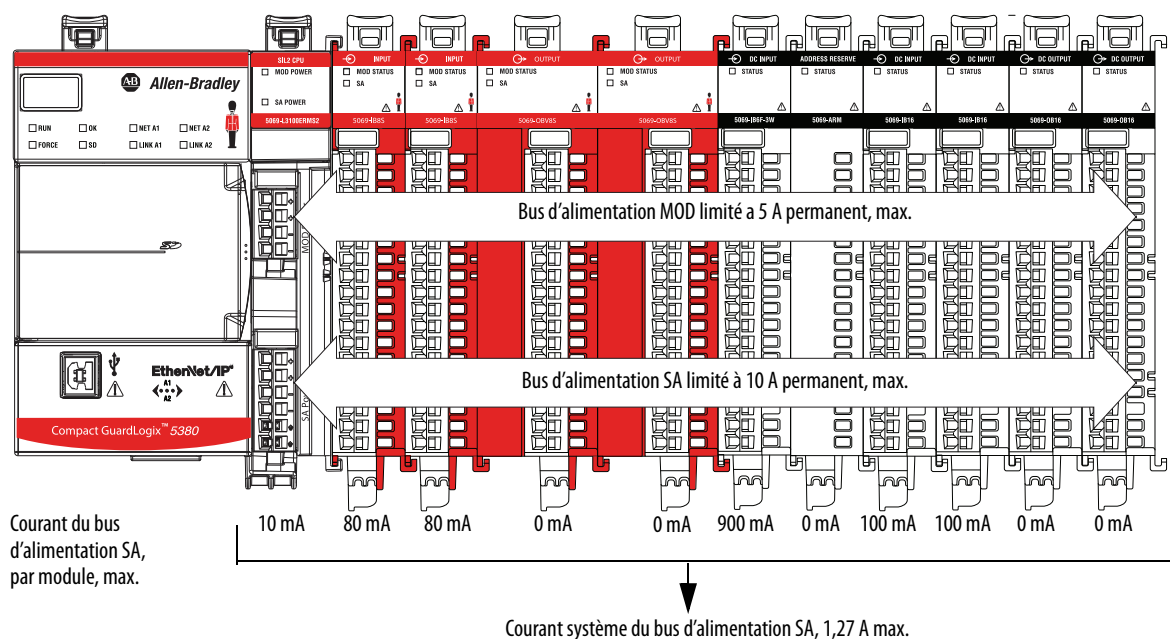 Allen-Bradley
AB
RUN OK NET A1 NET A2
FORCE SD LINK A1 LINK A2
SIL2 CPU
MOD POWER
SA POWER
5069-L3100ERMS2
INPUT
MOD STATUS
SA
5069-IB8S
INPUT
MOD STATUS
SA
5069-IB8S
OUTPUT
MOD STATUS
SA
5069-OBV8S
OUTPUT
MOD STATUS
SA
5069-OBV8S
DC INPUT
STATUS
5069-IB6F-3W
ADDRESS RESERVE
5069-ARM
DC INPUT
STATUS
5069-IB16
DC INPUT
STATUS
5069-IB16
DC OUTPUT
STATUS
5069-OB16
DC OUTPUT
STATUS
5069-OB16
MOD
Bus d'alimentation MOD limité a 5 A permanent, max.
Bus d'alimentation SA limité à 10 A permanent, max.
EtherNet/IP
A1
A2
Compact GuardLogix™ 5380
Courant du bus
d'alimentation SA,
par module, max.
10 mA 80 mA 80 mA 0 mA 0 mA 900 mA 0 mA 100 mA 100 mA 0 mA 0 mA
Courant système du bus d'alimentation SA, 1,27 A max.